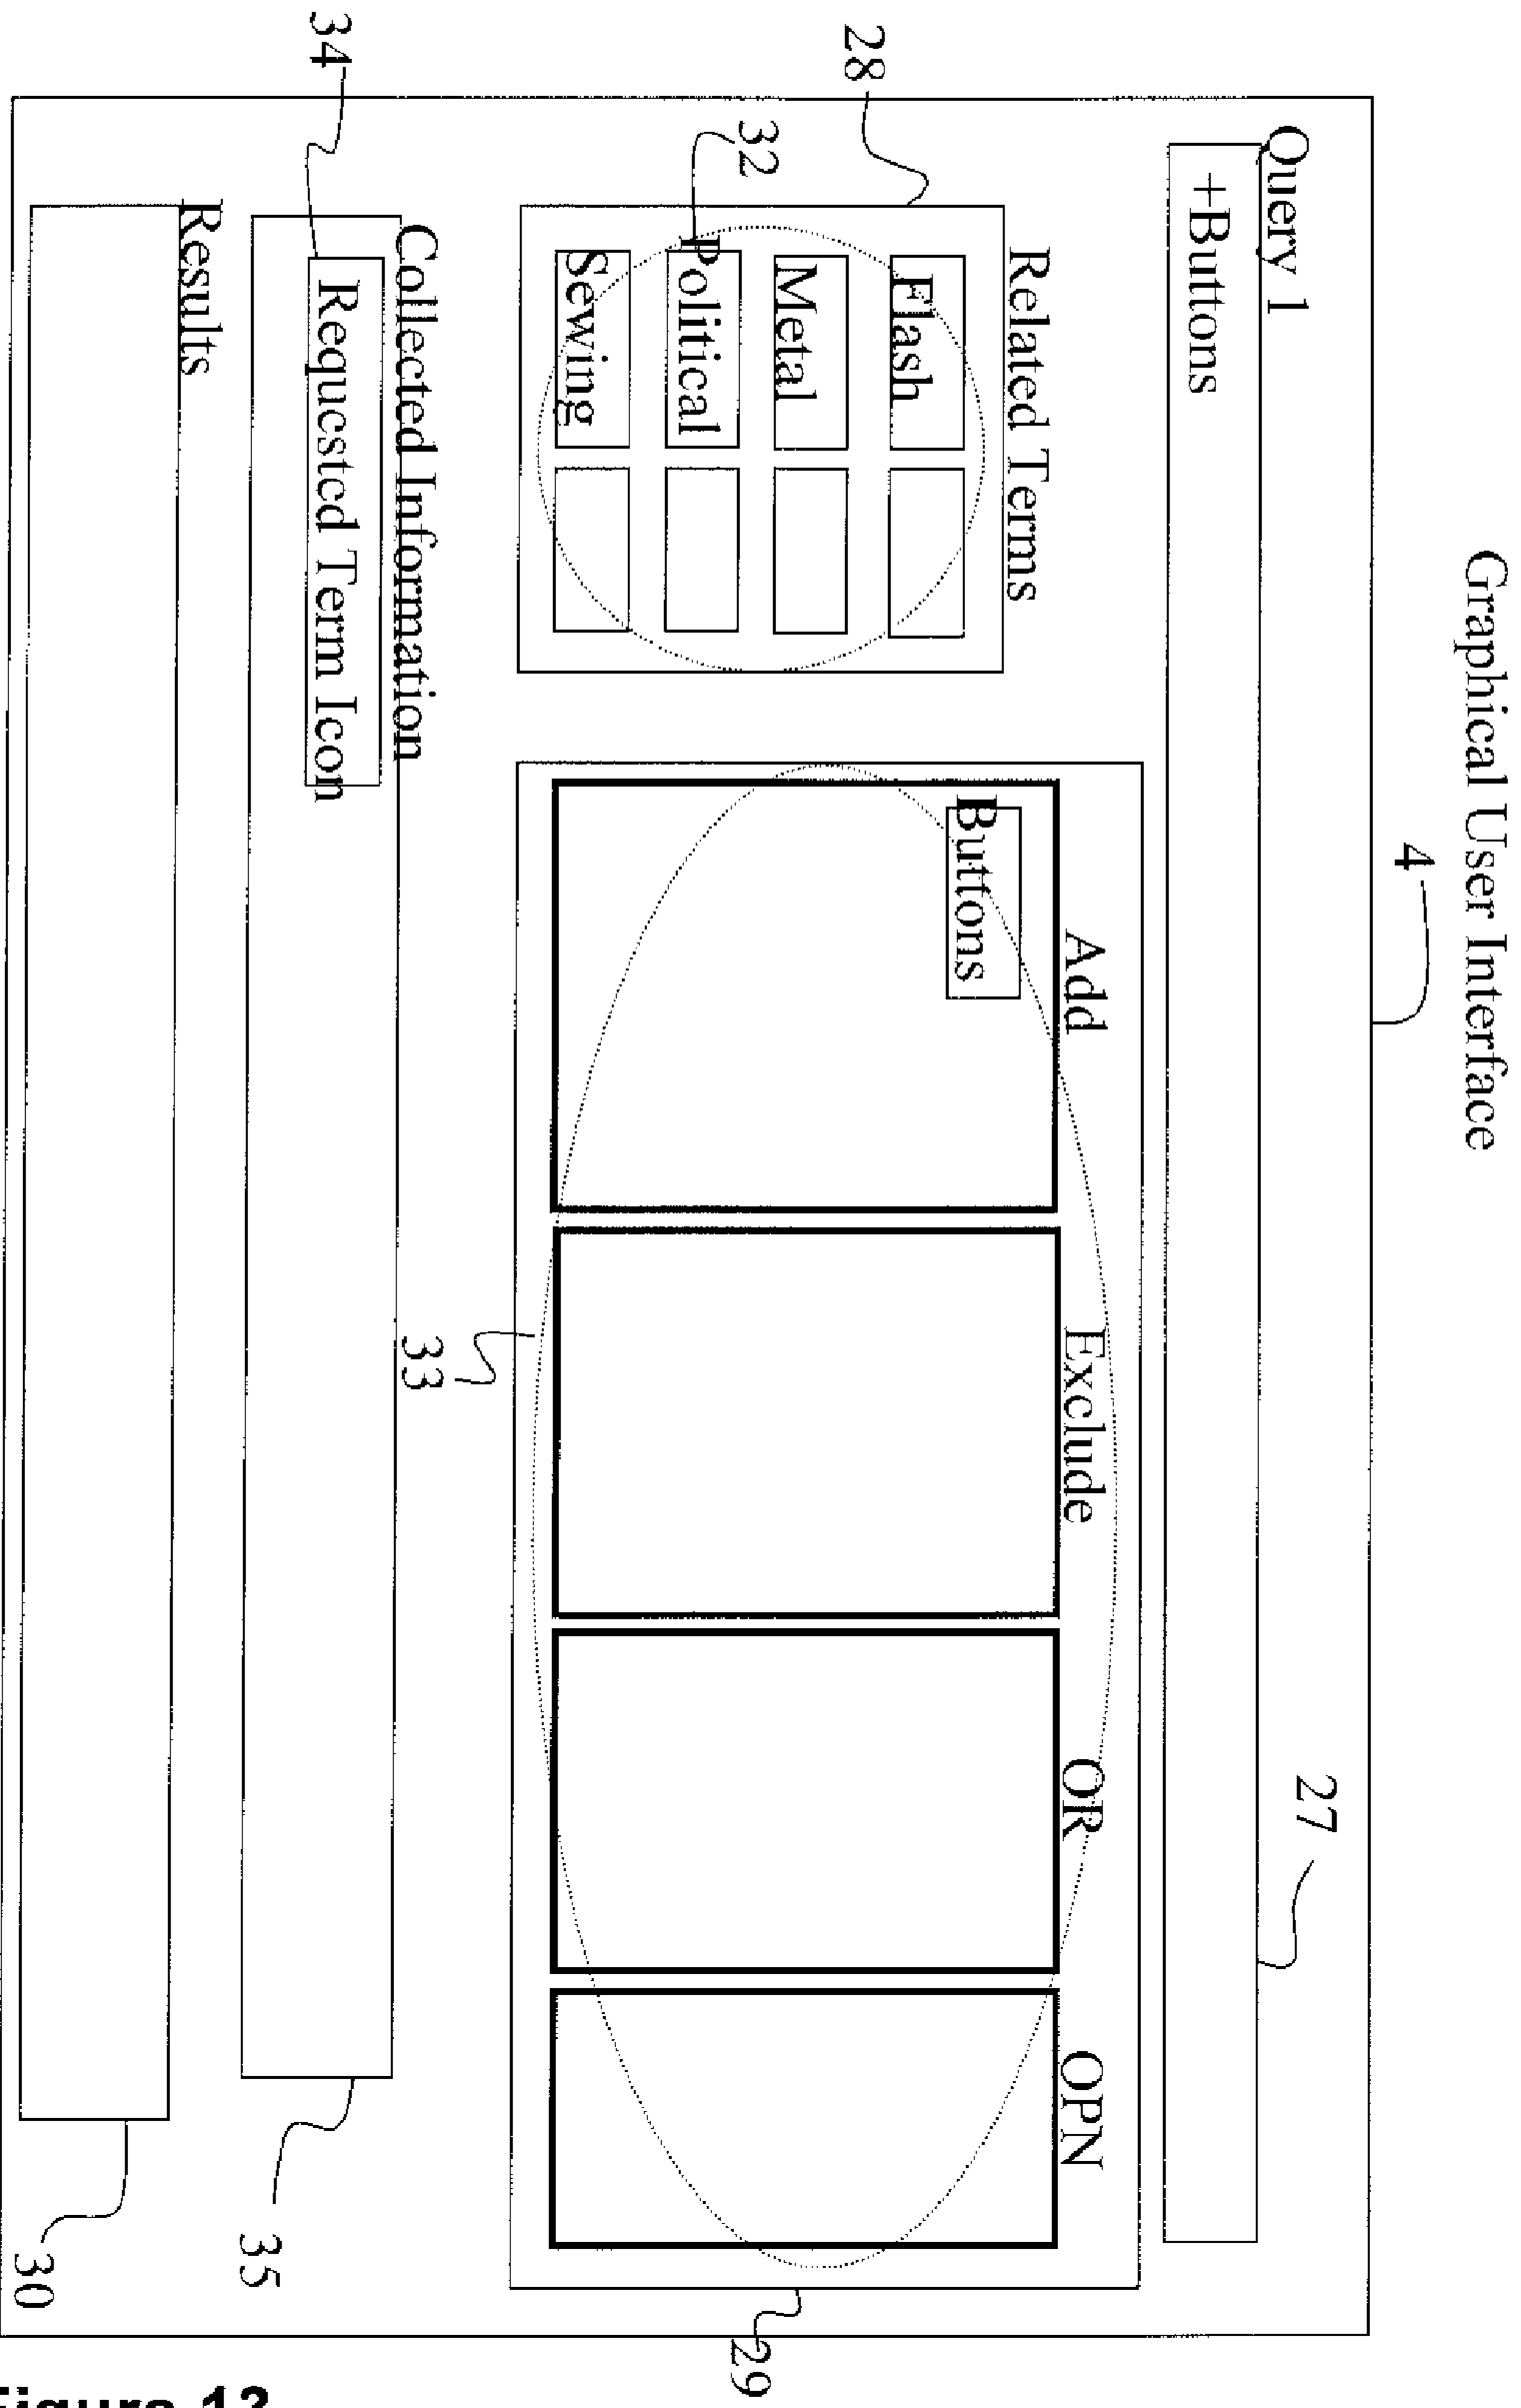 Graphical User Interface
4
27
Query 1
+Buttons
28
Related Terms
Flash
Metal
32
Political
Sewing
Add
Exclude
OR
OPN
Buttons
29
33
34
Collected Information
Requested Term Icon
35
Results
30
Figure